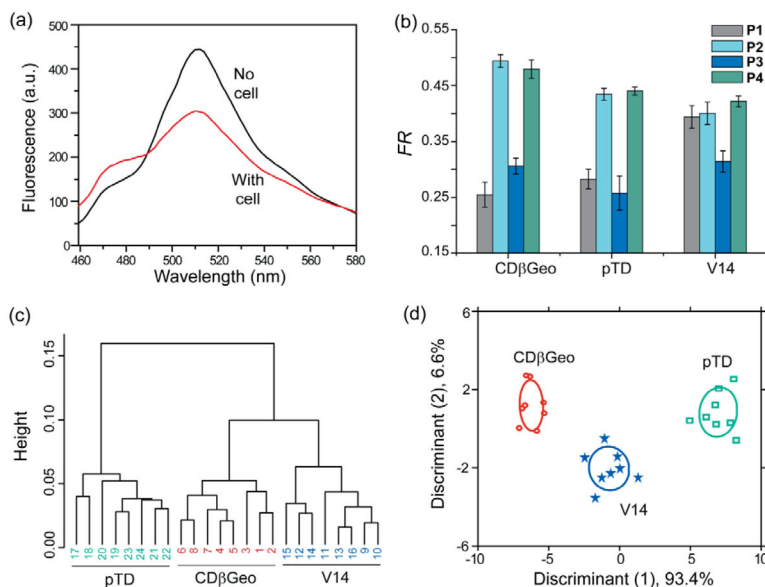 (a)
500
400
300
200
100
0
Fluorescence (a.u.)
No
cell
With
cell
460 480 500 520 540 560 580
Wavelength (nm)
(b)
P1
P2
P3
P4
0.45
0.35
0.25
0.15
FR
CDβGeo pTD V14
(c)
0.15
0.10
0.05
0.0
Height
17 18 20 19 23 24 21 22 6 8 7 4 5 3 1 2 15 12 14 11 13 16 9 10
pTD CDβGeo V14
(d)
6
2
-2
-6
Discriminant (2), 6.6%
CDβGeo
pTD
V14
-10 -5 0 5 10
Discriminant (1), 93.4%